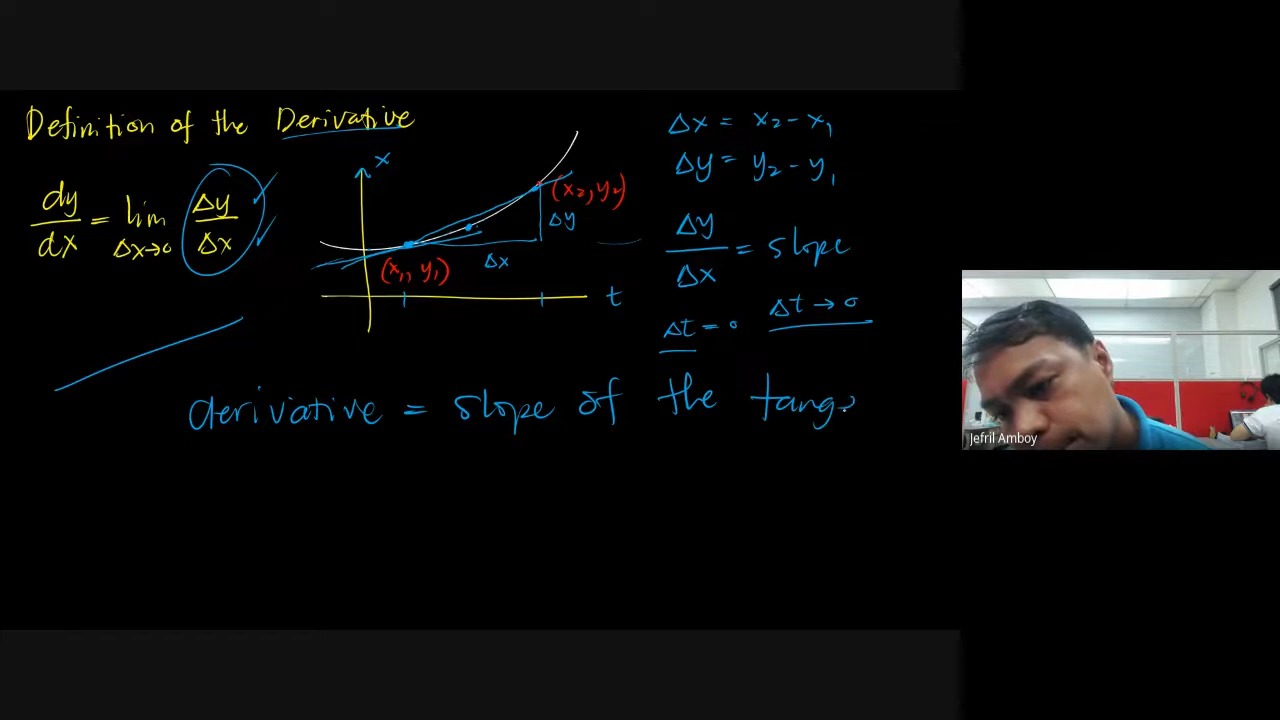 Definition of the Derivative
dy/dx = lim Δx→0 Δy/Δx
x
(x₂, y₂)
Δy
Δx
(x₁, y₁)
t
Δx = x₂ - x₁
Δy = y₂ - y₁
Δy/Δx = slope
Δt = 0 Δt → 0
derivative = slope of the tang
Jefril Amboy